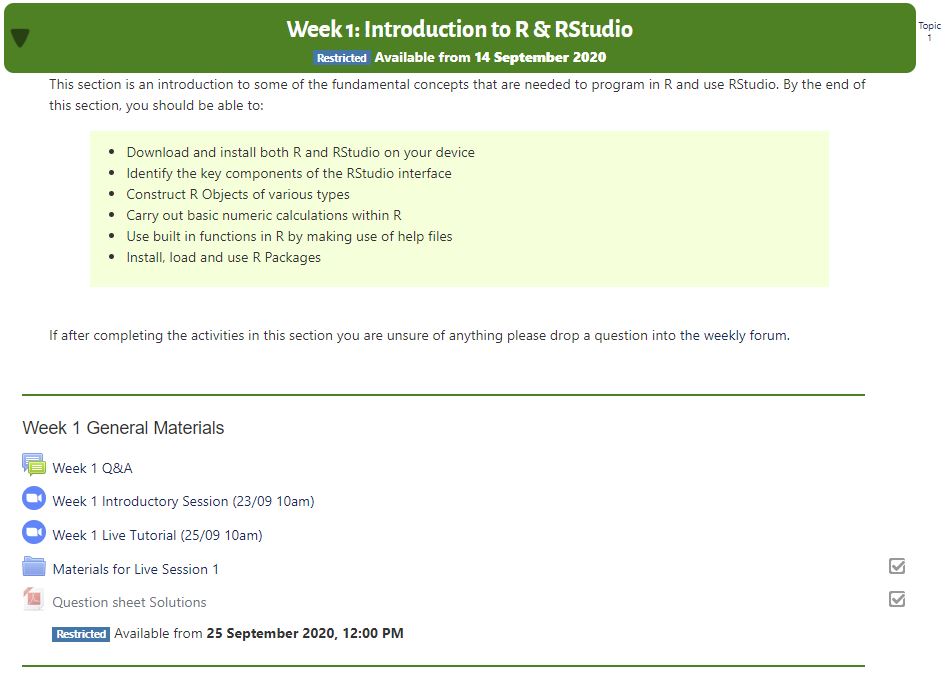 Week 1: Introduction to R & RStudio
Topic
1
Restricted Available from 14 September 2020
This section is an introduction to some of the fundamental concepts that are needed to program in R and use RStudio. By the end of
this section, you should be able to:
Download and install both R and RStudio on your device
Identify the key components of the RStudio interface
Construct R Objects of various types
Carry out basic numeric calculations within R
Use built in functions in R by making use of help files
Install, load and use R Packages
If after completing the activities in this section you are unsure of anything please drop a question into the weekly forum.
Week 1 General Materials
Week 1 Q&A
Week 1 Introductory Session (23/09 10am)
Week 1 Live Tutorial (25/09 10am)
Materials for Live Session 1
Question sheet Solutions
Restricted Available from 25 September 2020, 12:00 PM